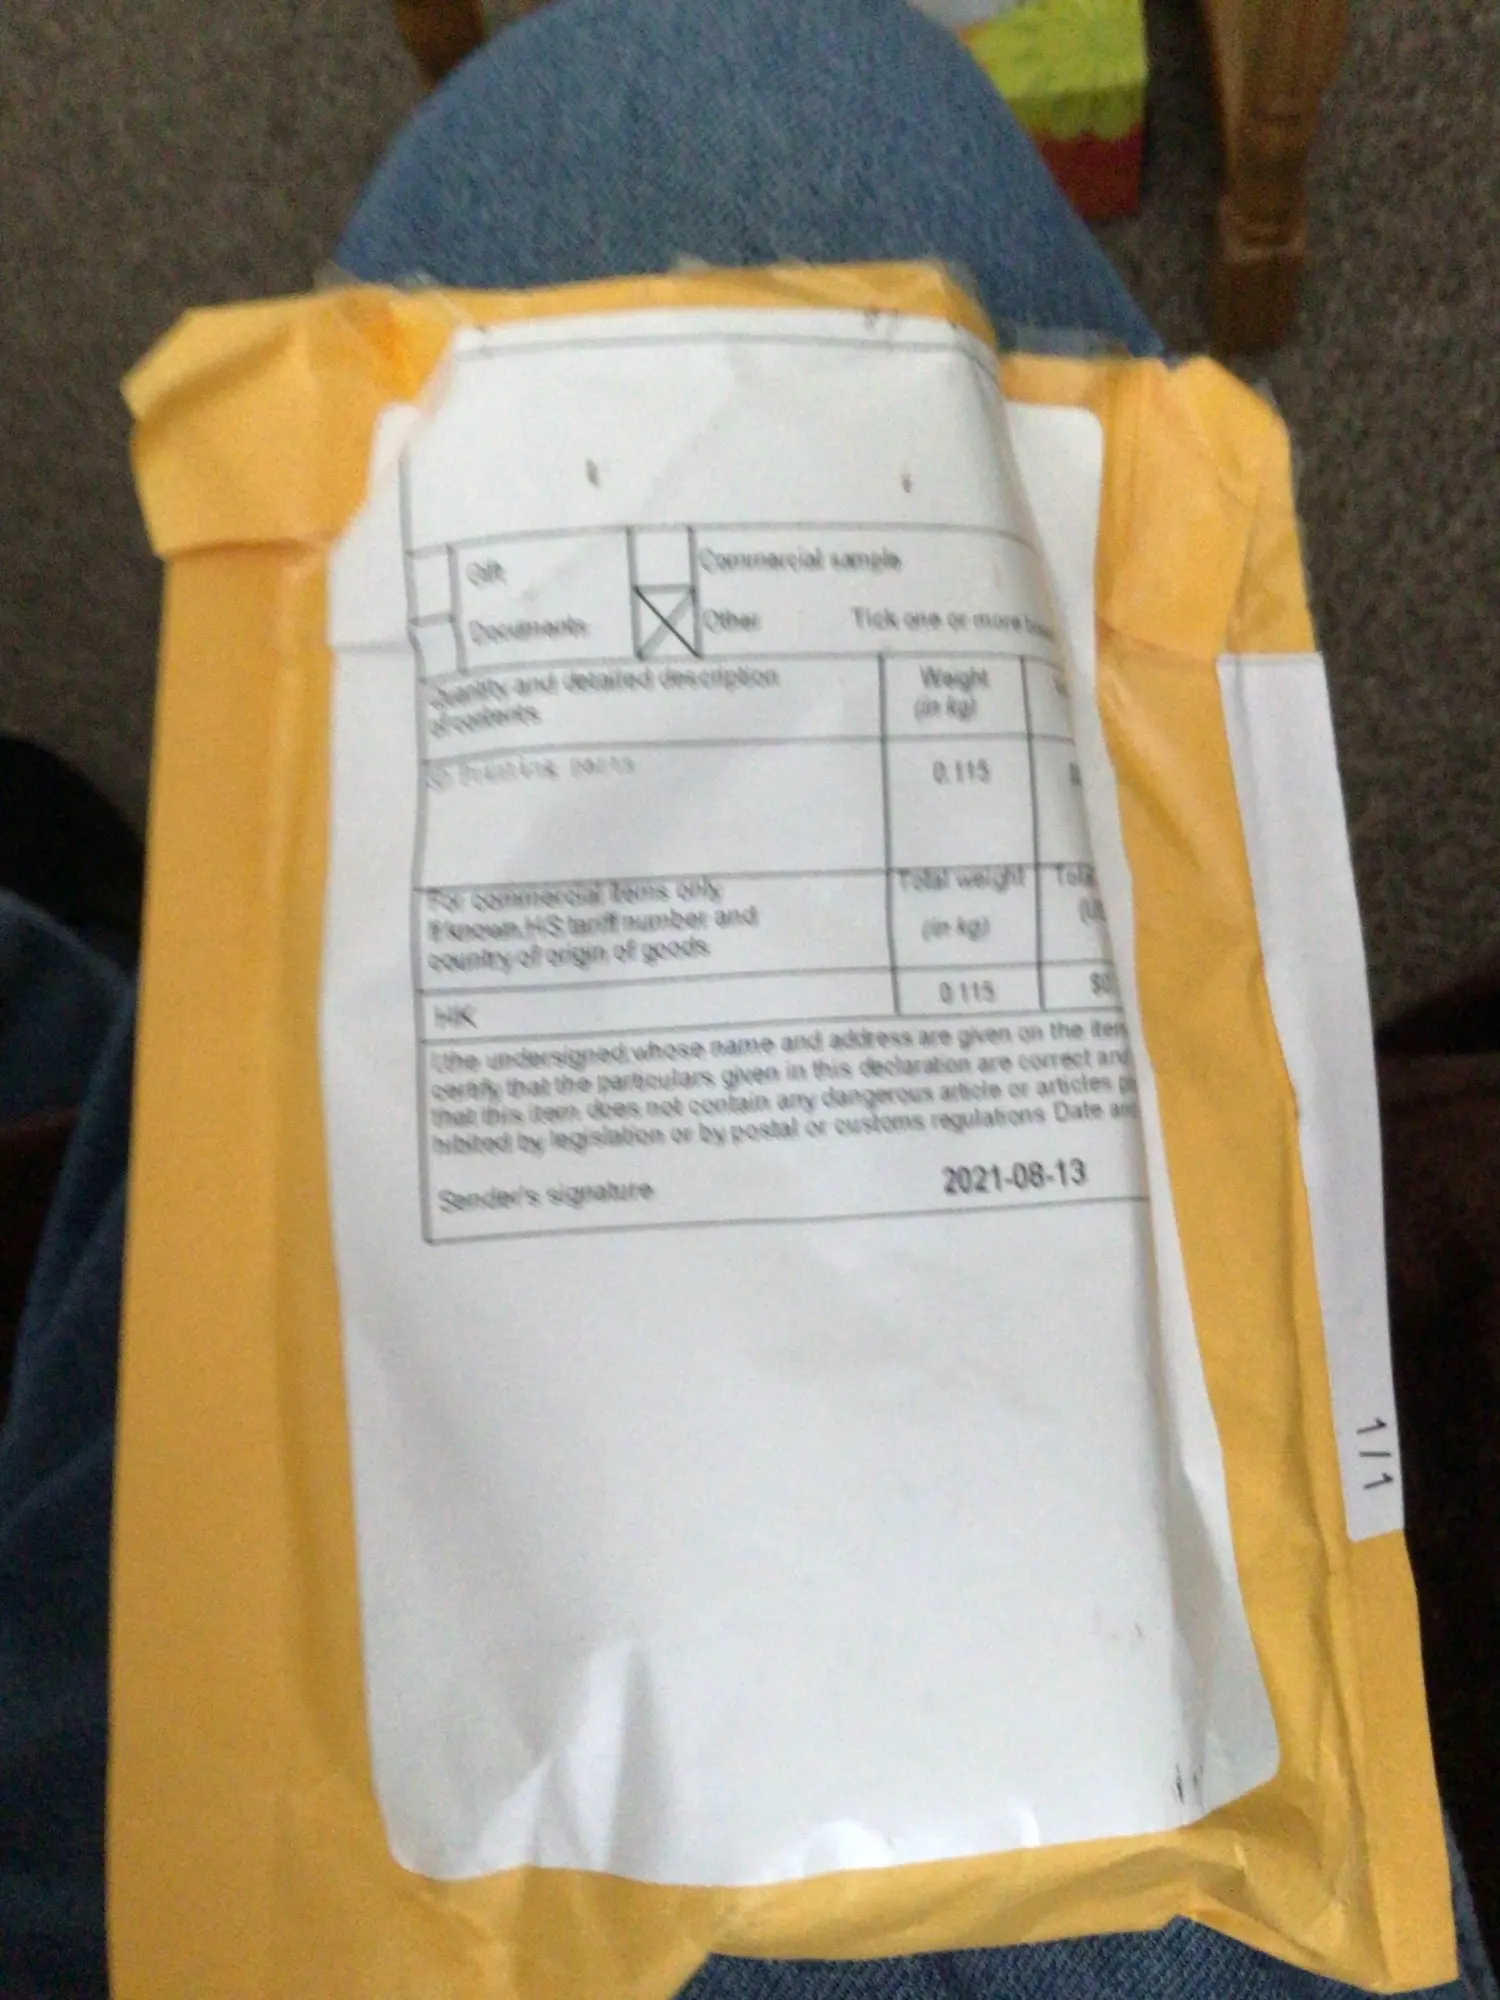 Gift
Commercial sample
Documents
Other
Tick one or more
Quantity and detailed description
of contents
Weight
(in kg)
0.115
For commercial items only
If known, HS tariff number and
country of origin of goods
Total weight
(in kg)
HK
0.115
$0
I,the undersigned,whose name and address are given on the item
certify that the particulars given in this declaration are correct and
that this item does not contain any dangerous article or articles
hibited by legislation or by postal or customs regulations Date
Sender's signature
2021-08-13
1/1